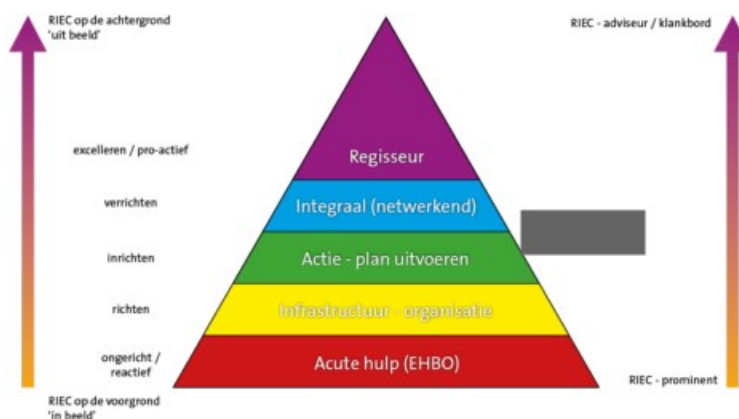 RIEC op de achtergrond
'uit beeld'
RIEC - adviseur / klankbord
excelleren / pro-actief
Regisseur
verrichten
Integraal (netwerkend)
inrichten
Actie - plan uitvoeren
richten
Infrastructuur - organisatie
ongericht /
reactief
Acute hulp (EHBO)
RIEC - prominent
RIEC op de voorgrond
'in beeld'